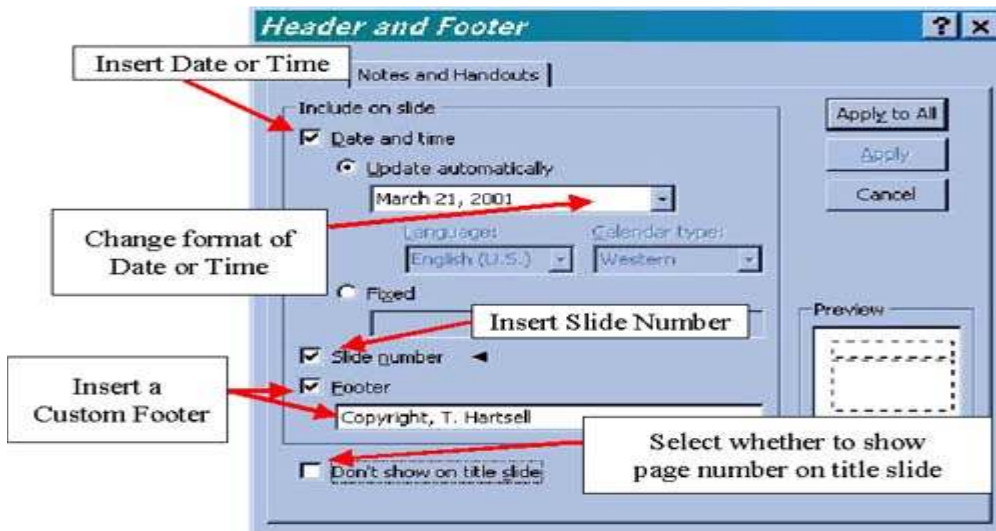 Header and Footer
Insert Date or Time
Notes and Handouts
Include on slide
Date and time
Update automatically
March 21, 2001
Change format of
Date or Time
Language:
Calendar type:
English (U.S.)
Western
Fixed
Insert Slide Number
Slide number
Insert a
Custom Footer
Footer
Copyright, T. Hartsell
Select whether to show
page number on title slide
Don't show on title slide
Apply to All
Apply
Cancel
Preview